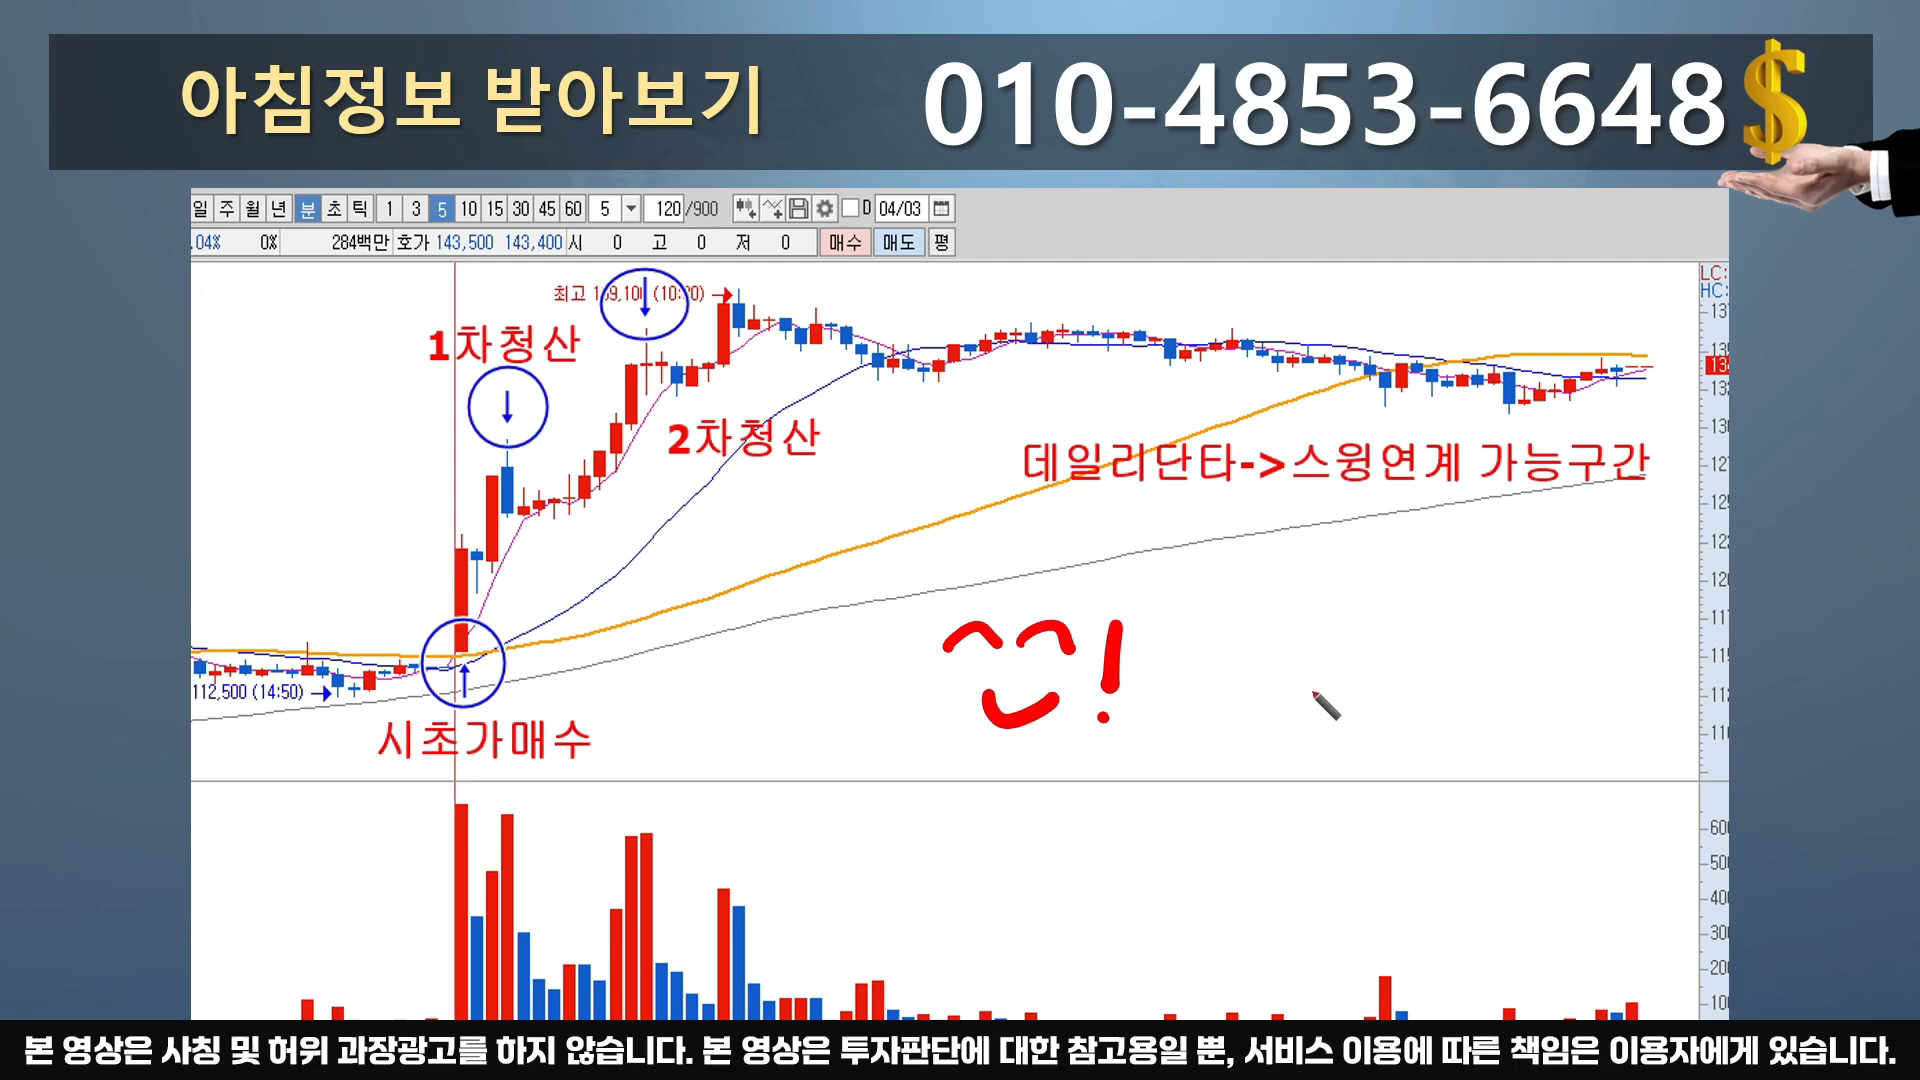 아침정보 받아보기 010-4853-6648
일 주 월 년 분 초 틱 1 3 5 10 15 30 45 60 5 120 /900 D 04/03
.04% 0% 284백만 호가 143,500 143,400 시 0 고 0 저 0 매수 매도 평
LC:
HC:
최고 (10:20)
1차청산
2차청산
데일리단타->스윙연계 가능구간
112,500 (14:50)
시초가매수
본 영상은 사칭 및 허위 과장광고를 하지 않습니다. 본 영상은 투자판단에 대한 참고용일 뿐, 서비스 이용에 따른 책임은 이용자에게 있습니다.